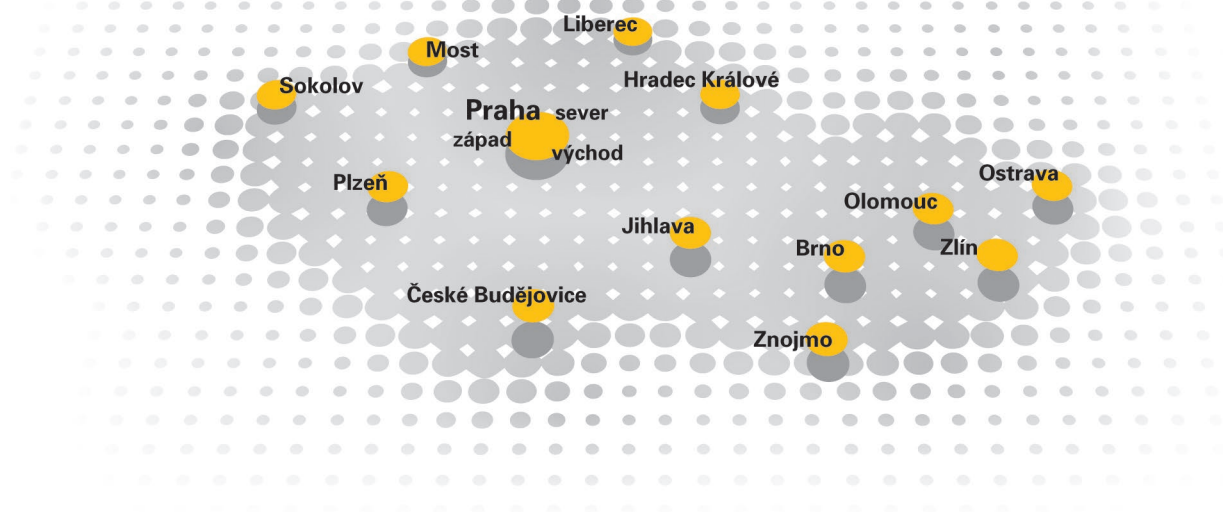 Liberec
Most
Hradec Králové
Sokolov
Praha sever
západ
východ
Ostrava
Plzeň
Olomouc
Jihlava
Brno
Zlín
České Budějovice
Znojmo